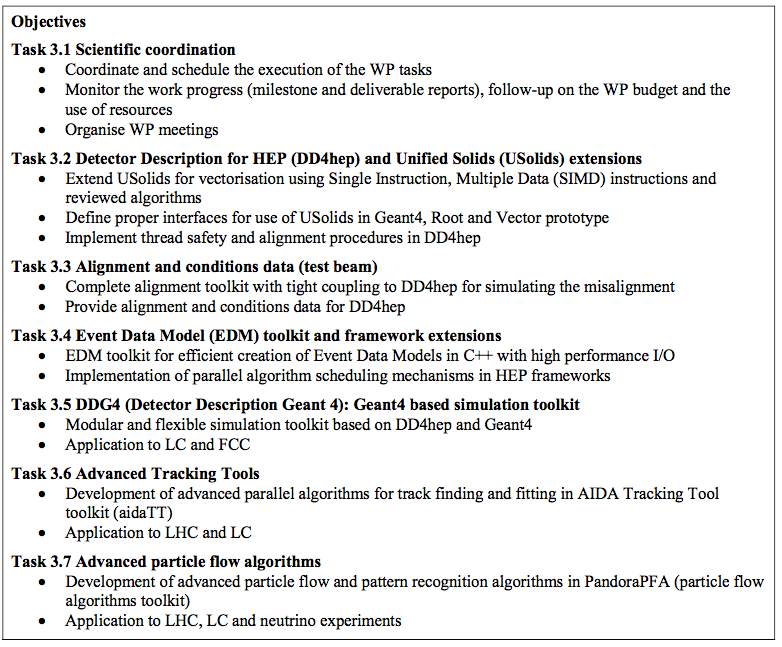 Objectives
Task 3.1 Scientific coordination
• Coordinate and schedule the execution of the WP tasks
• Monitor the work progress (milestone and deliverable reports), follow-up on the WP budget and the
use of resources
• Organise WP meetings
Task 3.2 Detector Description for HEP (DD4hep) and Unified Solids (USolids) extensions
• Extend USolids for vectorisation using Single Instruction, Multiple Data (SIMD) instructions and
reviewed algorithms
• Define proper interfaces for use of USolids in Geant4, Root and Vector prototype
• Implement thread safety and alignment procedures in DD4hep
Task 3.3 Alignment and conditions data (test beam)
• Complete alignment toolkit with tight coupling to DD4hep for simulating the misalignment
• Provide alignment and conditions data for DD4hep
Task 3.4 Event Data Model (EDM) toolkit and framework extensions
• EDM toolkit for efficient creation of Event Data Models in C++ with high performance I/O
• Implementation of parallel algorithm scheduling mechanisms in HEP frameworks
Task 3.5 DDG4 (Detector Description Geant 4): Geant4 based simulation toolkit
• Modular and flexible simulation toolkit based on DD4hep and Geant4
• Application to LC and FCC
Task 3.6 Advanced Tracking Tools
• Development of advanced parallel algorithms for track finding and fitting in AIDA Tracking Tool
toolkit (aidaTT)
• Application to LHC and LC
Task 3.7 Advanced particle flow algorithms
• Development of advanced particle flow and pattern recognition algorithms in PandoraPFA (particle flow
algorithms toolkit)
• Application to LHC, LC and neutrino experiments